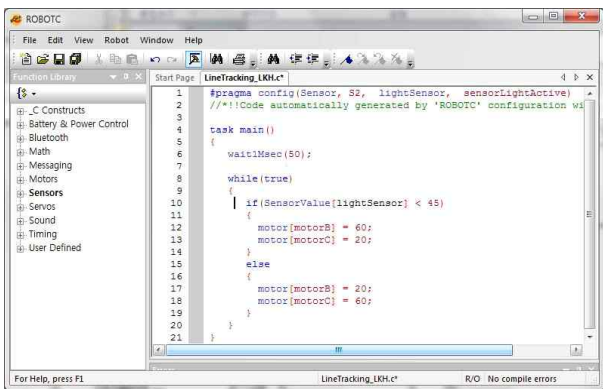 ROBOTC
File Edit View Robot Window Help
Function Library
Start Page LineTracking_LKH.c*
_C Constructs
Battery & Power Control
Bluetooth
Math
Messaging
Motors
Sensors
Servos
Sound
Timing
User Defined
1 #pragma config(Sensor, S2, lightSensor, sensorLightActive)
2 //*!!Code automatically generated by 'ROBOTC' configuration wi
3
4 task main()
5 {
6 wait1Msec(50);
7
8 while(true)
9 {
10 if(SensorValue[lightSensor] < 45)
11 {
12 motor[motorB] = 60;
13 motor[motorC] = 20;
14 }
15 else
16 {
17 motor[motorB] = 20;
18 motor[motorC] = 60;
19 }
20 }
21 }
For Help, press F1 LineTracking_LKH.c* R/O No compile errors